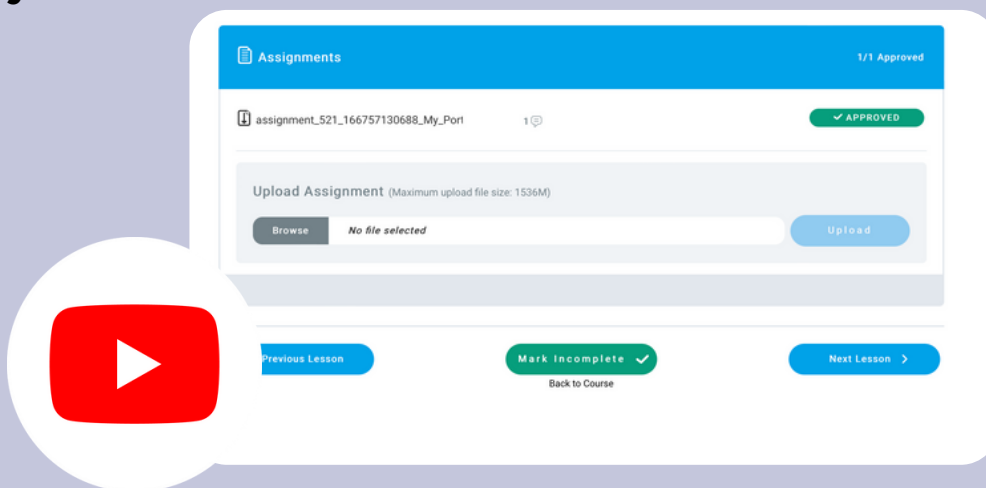 Assignments 1/1 Approved
assignment_521_166757130688_My_Port 1 APPROVED
Upload Assignment (Maximum upload file size: 1536M)
Browse No file selected Upload
Previous Lesson Mark Incomplete Next Lesson
Back to Course